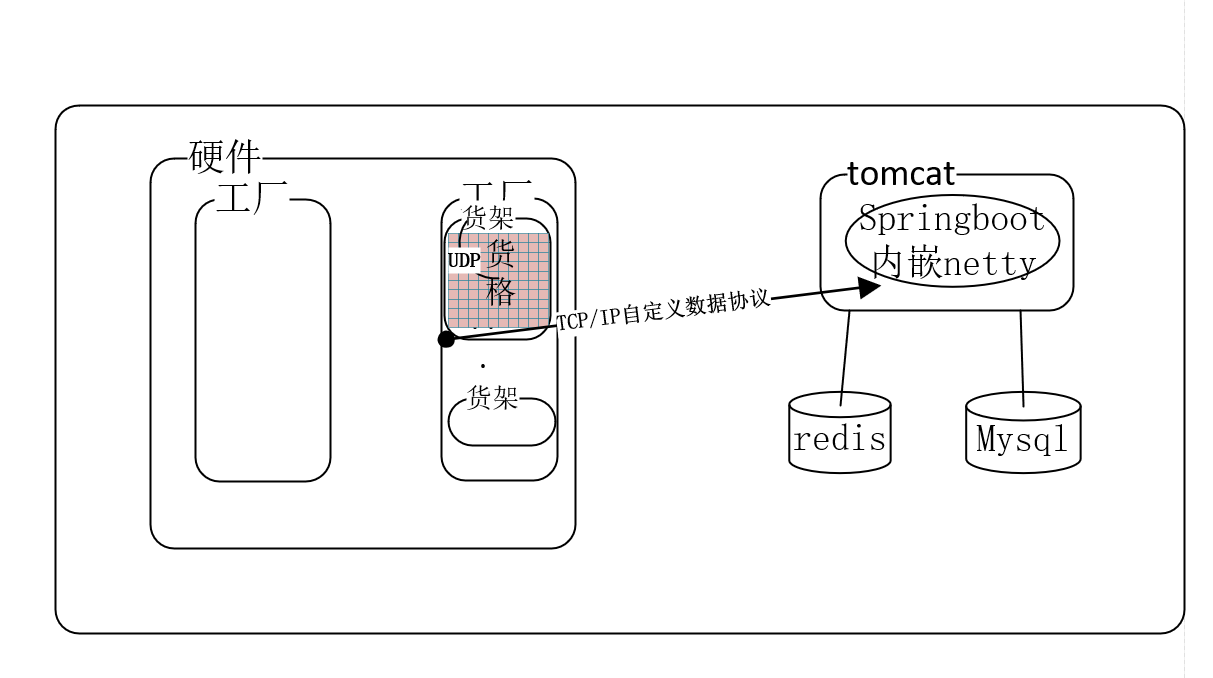 硬件
工厂
工厂
货架
UDP
货
格
TCP/IP自定义数据协议
货架
tomcat
Springboot
内嵌netty
redis
Mysql